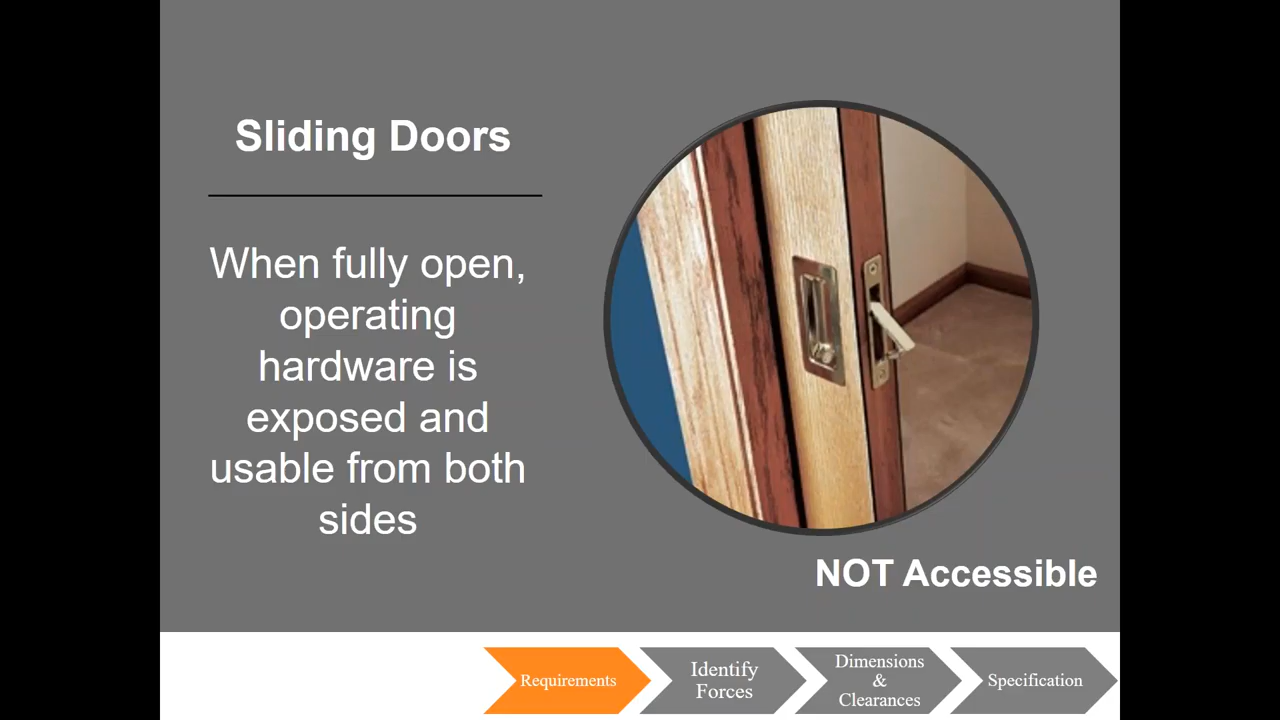 Sliding Doors
When fully open,
operating
hardware is
exposed and
usable from both
sides
NOT Accessible
Requirements
Identify
Forces
Dimensions
&
Clearances
Specification